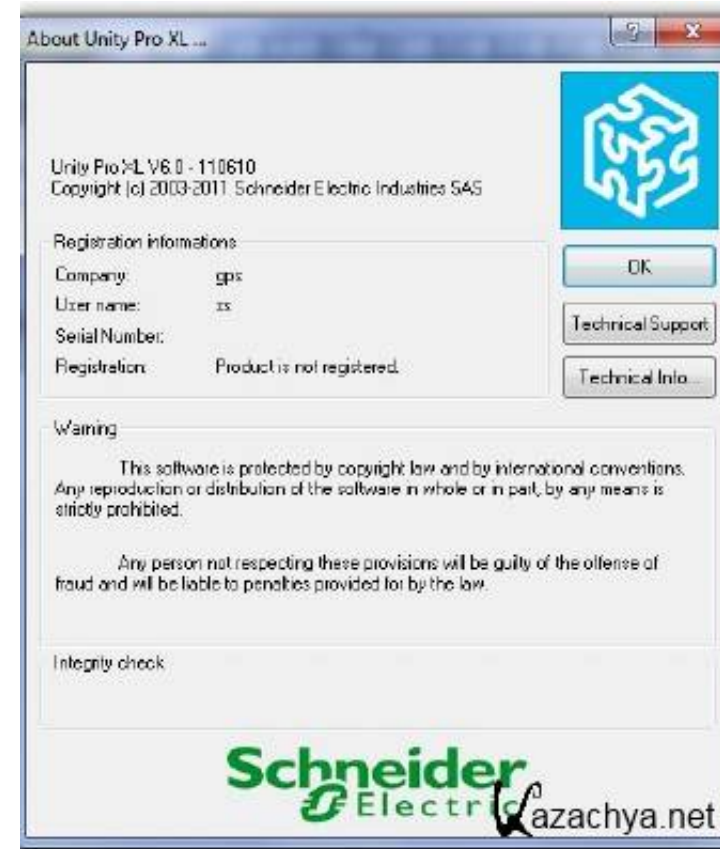 About Unity Pro XL ...
Unity Pro XL V6.0 - 110610
Copyright (c) 2003-2011 Schneider Electric Industries SAS
Registration informations
Company: gps
User name: zs
Serial Number:
Registration: Product is not registered.
OK
Technical Support
Technical Info...
Warning
This software is protected by copyright law and by international conventions.
Any reproduction or distribution of the software in whole or in part, by any means is
strictly prohibited.
Any person not respecting these provisions will be guilty of the offense of
fraud and will be liable to penalties provided for by the law.
Integrity check
Schneider
Electric
Kazachya.net